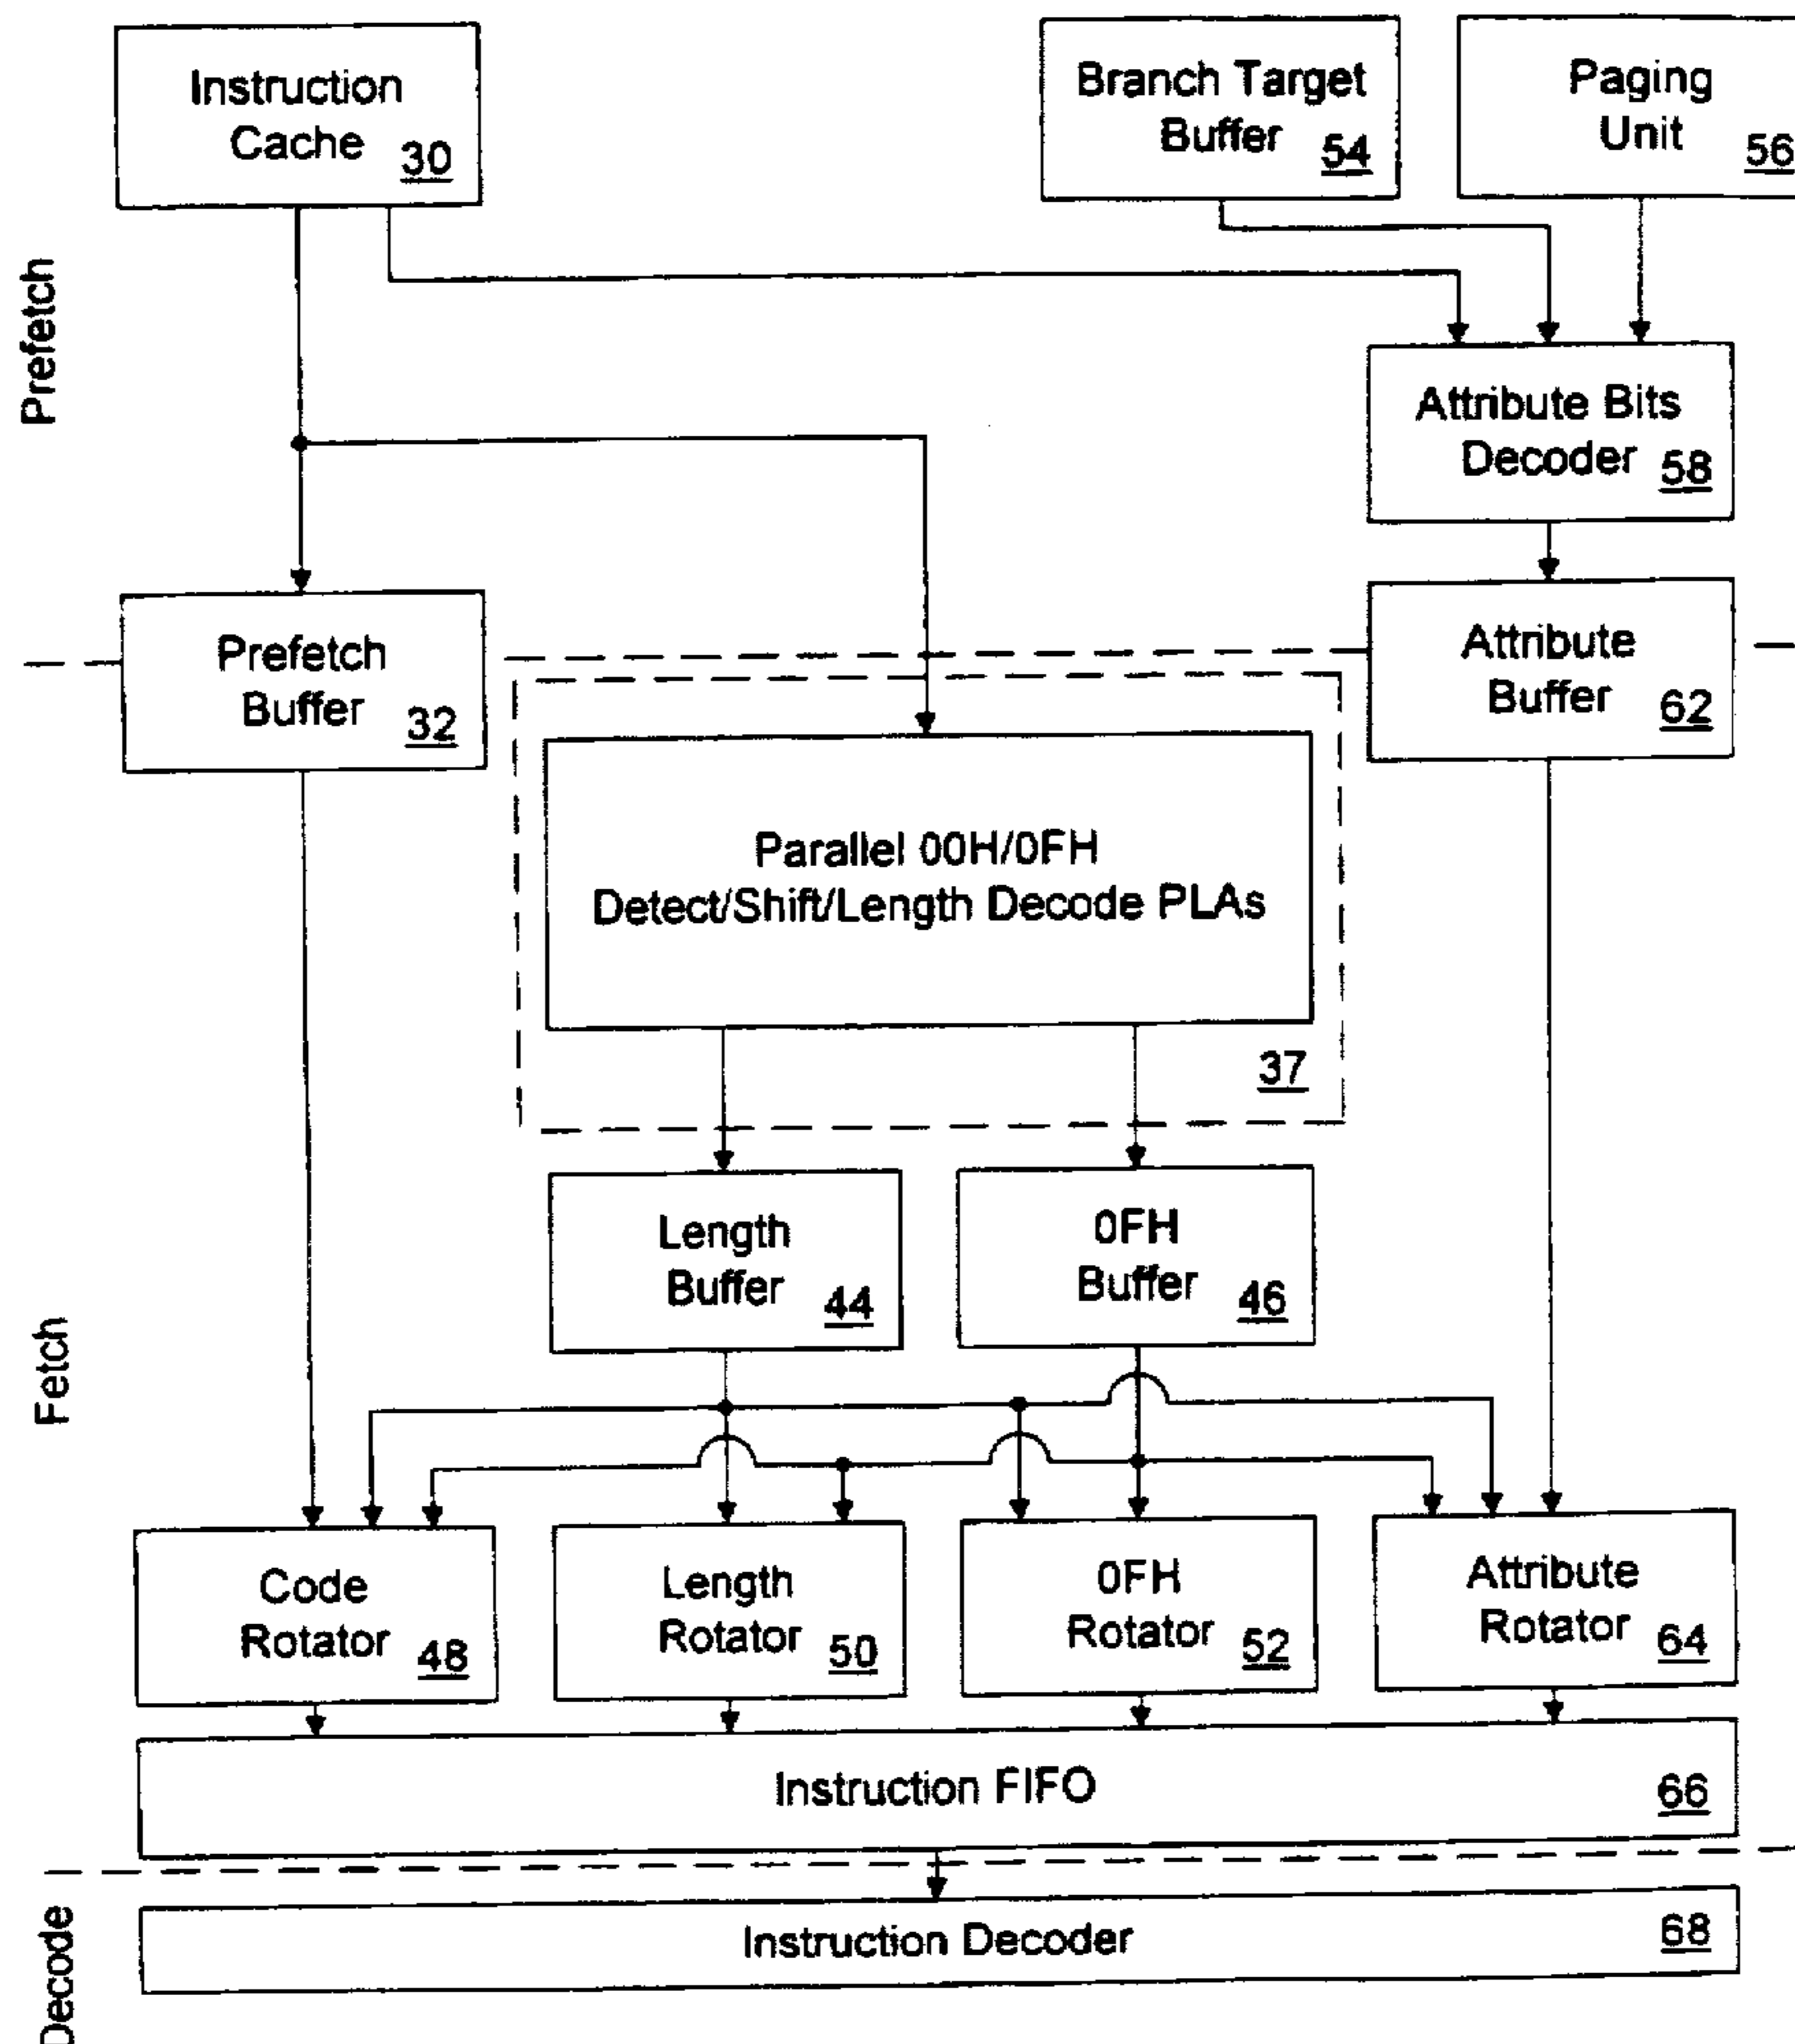 Instruction
Cache 30
Branch Target
Buffer 54
Paging
Unit 56
Prefetch
Attribute Bits
Decoder 58
Prefetch
Buffer 32
Attribute
Buffer 62
Parallel 00H/0FH
Detect/Shift/Length Decode PLAs
37
Length
Buffer 44
0FH
Buffer 46
Fetch
Code
Rotator 48
Length
Rotator 50
0FH
Rotator 52
Attribute
Rotator 64
Instruction FIFO 66
Decode
Instruction Decoder 68